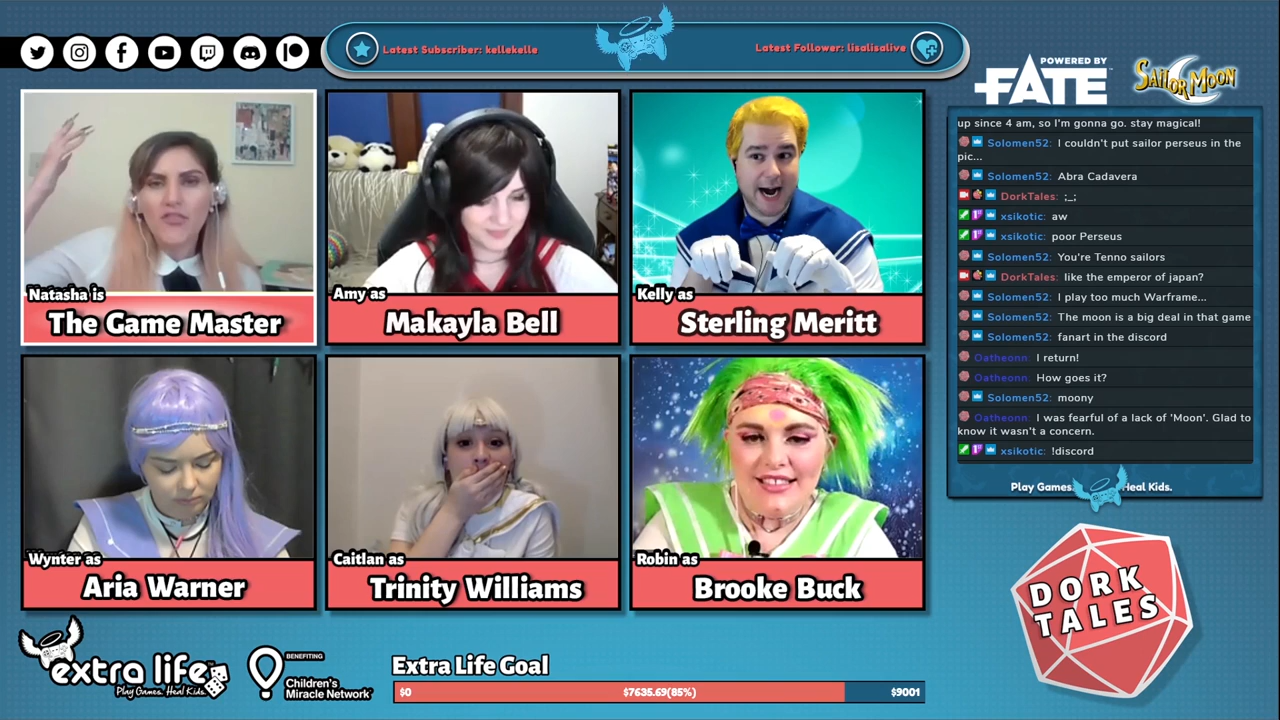 Latest Subscriber: kellekelle
Latest Follower: lisalisalive
POWERED BY
FATE
SAILOR MOON
Natasha is
The Game Master
Amy as
Makayla Bell
Kelly as
Sterling Meritt
Wynter as
Aria Warner
Caitlan as
Trinity Williams
Robin as
Brooke Buck
up since 4 am, so I'm gonna go. stay magical!
Solomen52: I couldn't put sailor perseus in the
pic...
Solomen52: Abra Cadavera
DorkTales: ;_;
xsikotic: aw
xsikotic: poor Perseus
Solomen52: You're Tenno sailors
DorkTales: like the emperor of japan?
Solomen52: I play too much Warframe...
Solomen52: The moon is a big deal in that game
Solomen52: fanart in the discord
Oatheonn: I return!
Oatheonn: How goes it?
Solomen52: moony
Oatheonn: I was fearful of a lack of 'Moon'. Glad to
know it wasn't a concern.
xsikotic: !discord
Play Games. Heal Kids.
DORK
TALES
extra life
Play Games. Heal Kids.
BENEFITING
Children's
Miracle Network
Extra Life Goal
$0
$7635.69(85%)
$9001